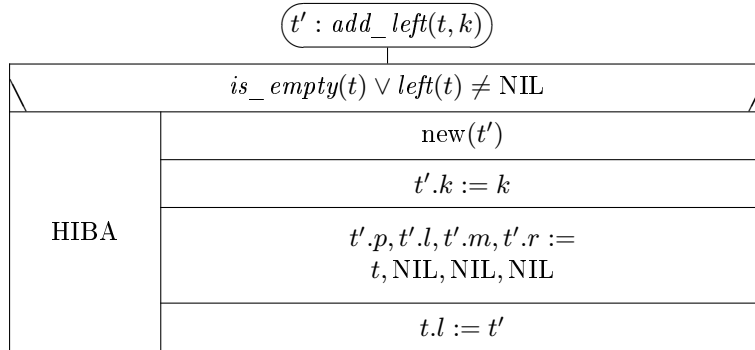 t′ : add_left(t, k)
is_empty(t) ∨ left(t) ≠ NIL
new(t′)
t′.k := k
HIBA
t′.p, t′.l, t′.m, t′.r :=
t, NIL, NIL, NIL
t.l := t′